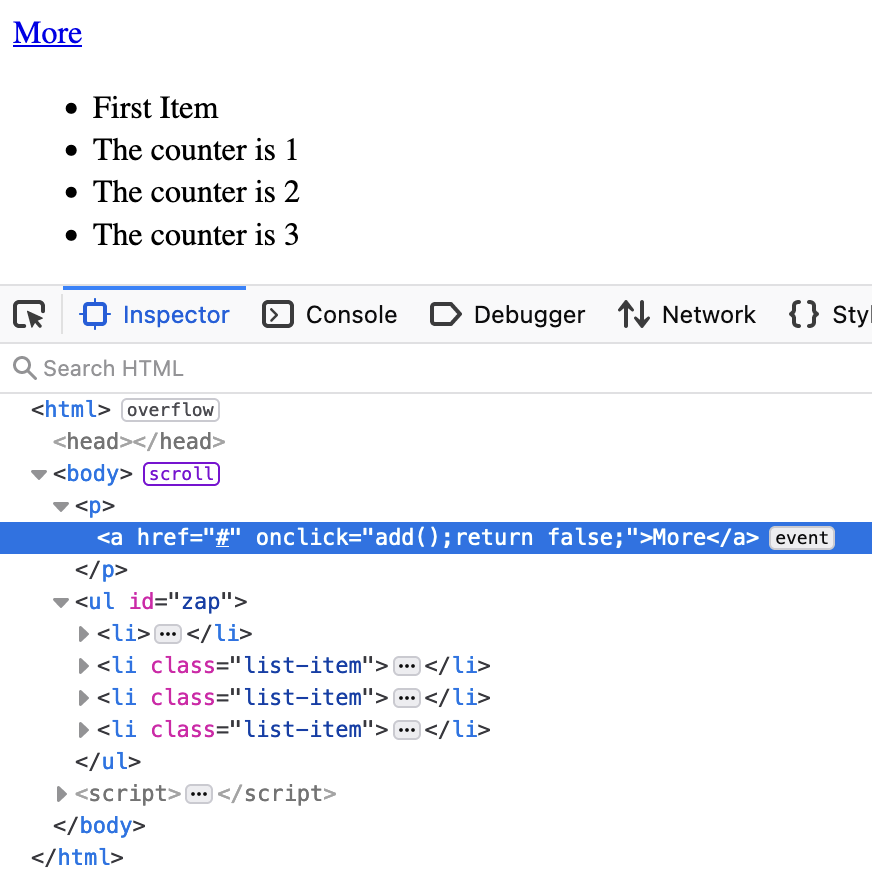 More
• First Item
• The counter is 1
• The counter is 2
• The counter is 3
Inspector Console Debugger Network {} Styl
Search HTML
<html> overflow
<head></head>
<body> scroll
<p>
<a href="#" onclick="add();return false;">More</a> event
</p>
<ul id="zap">
<li>•••</li>
<li class="list-item">•••</li>
<li class="list-item">•••</li>
<li class="list-item">•••</li>
</ul>
<script>•••</script>
</body>
</html>